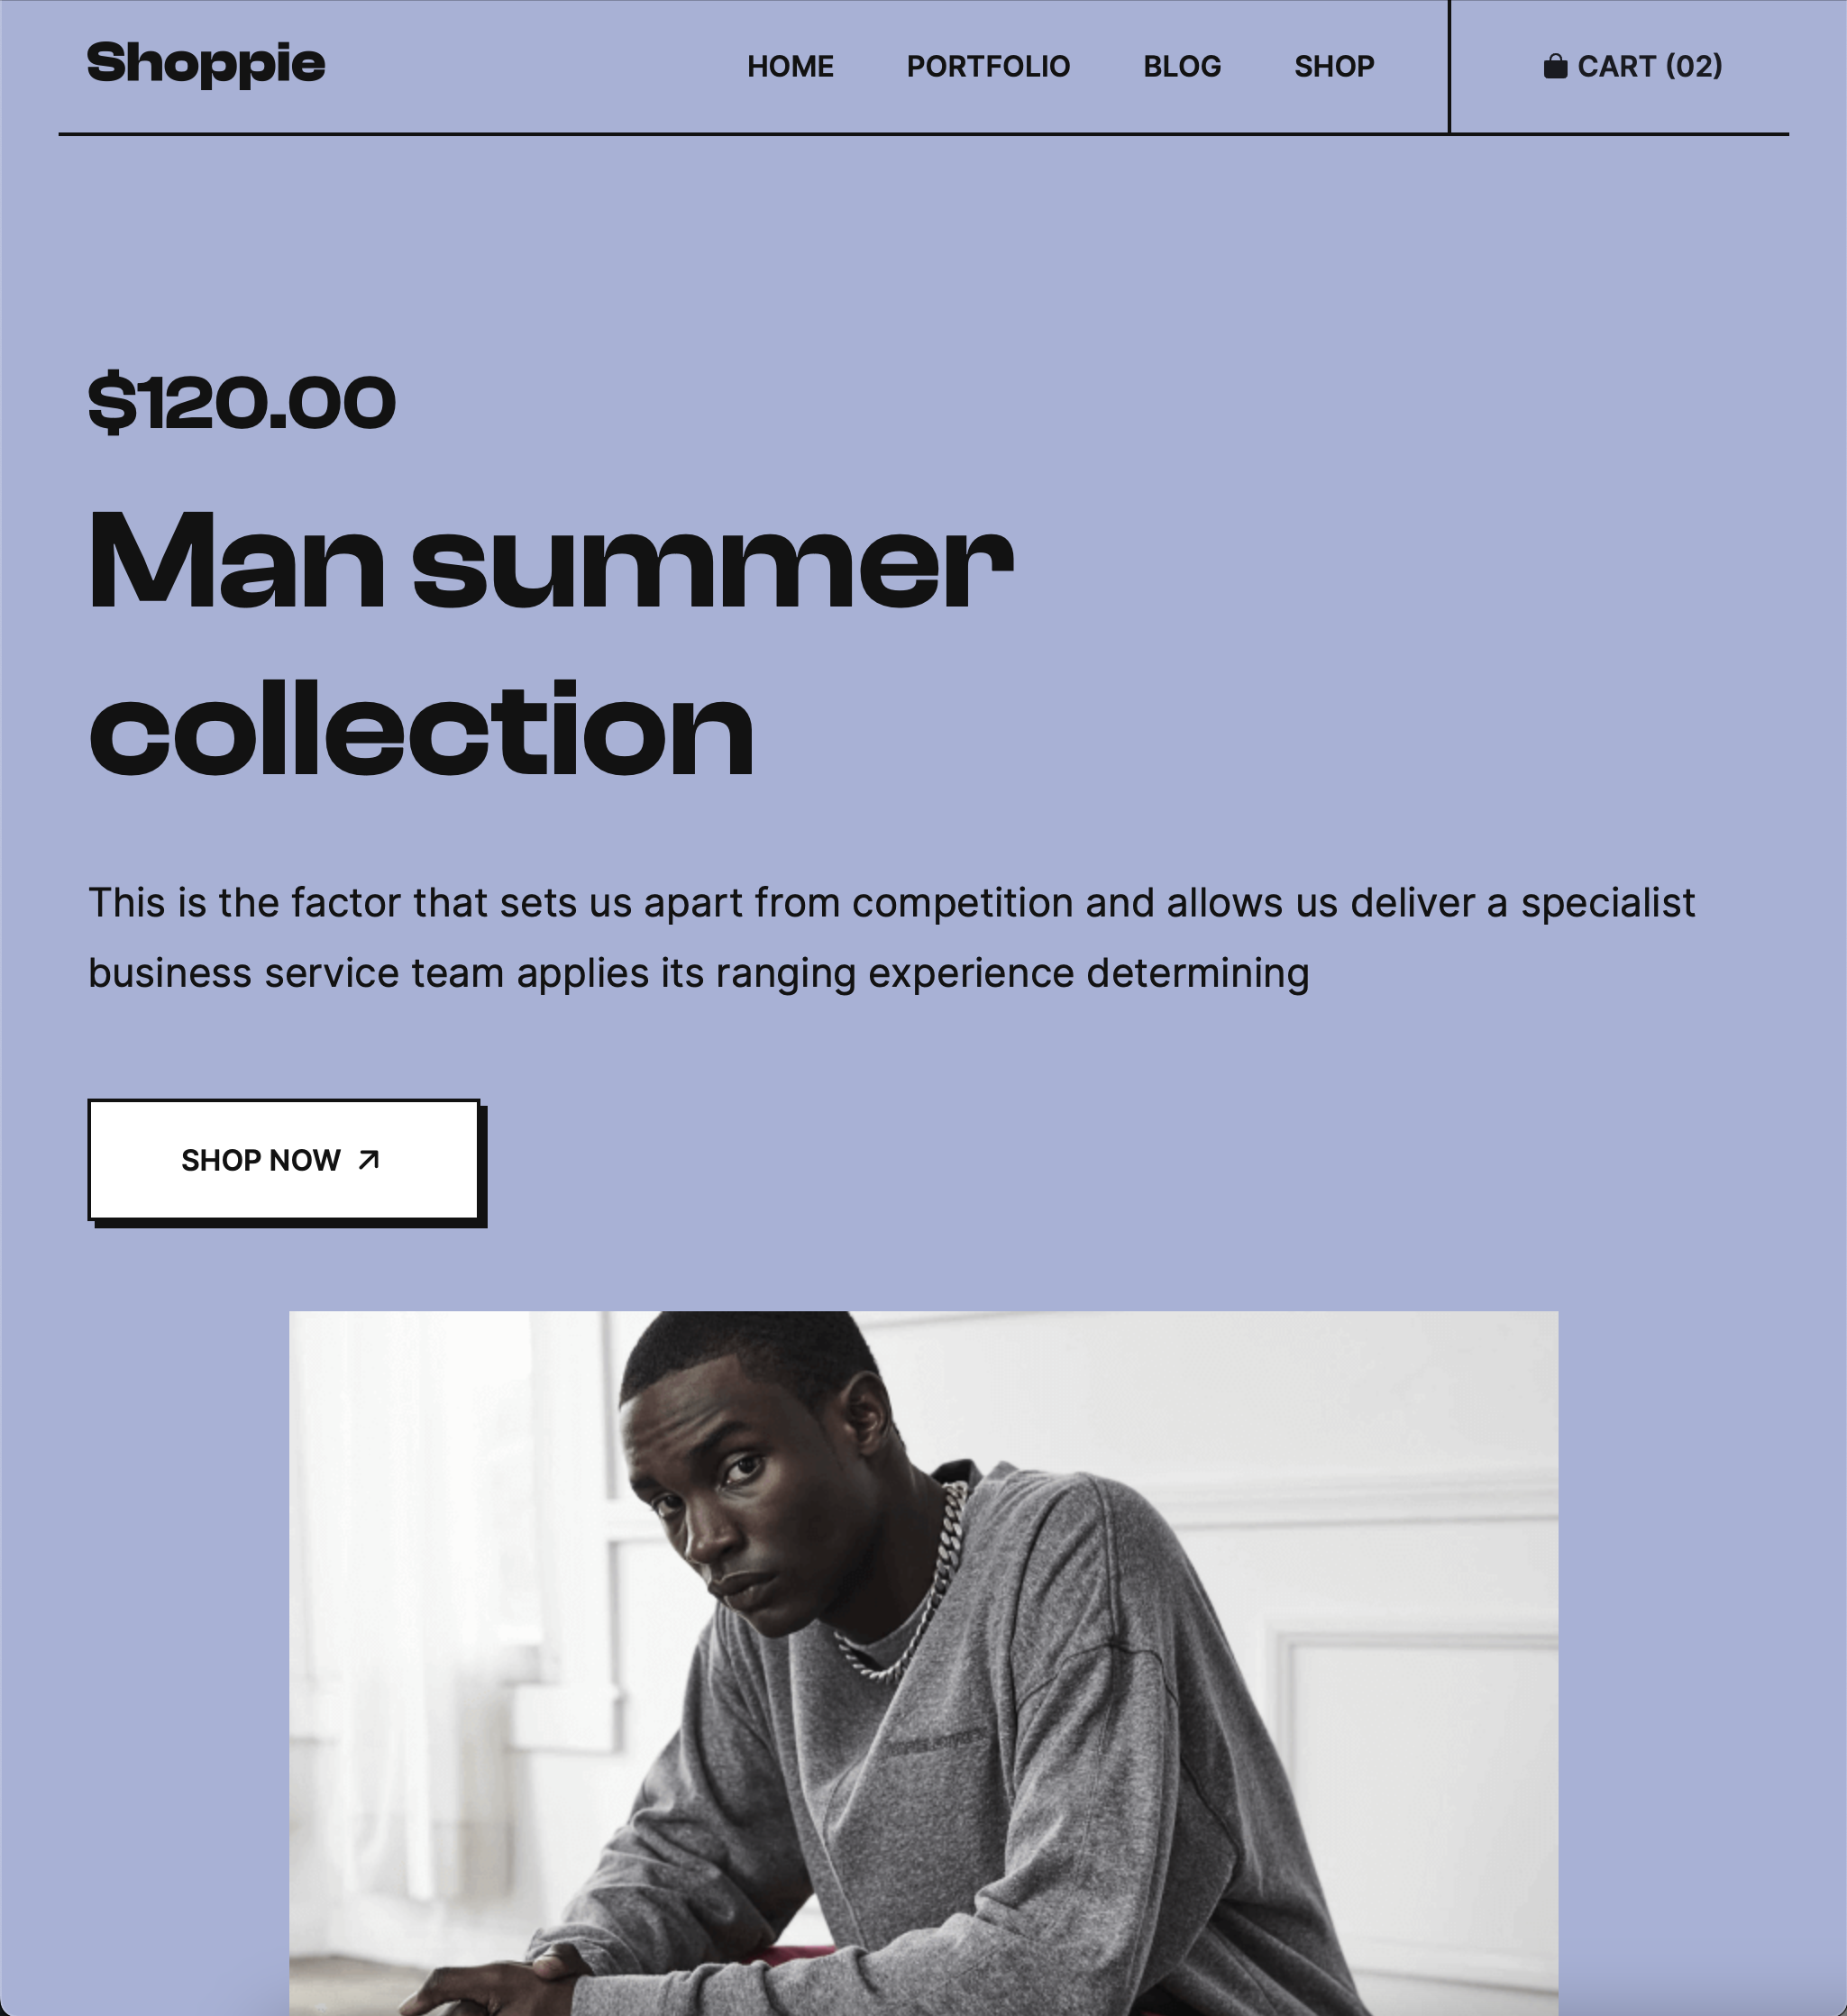 Shoppie
HOME PORTFOLIO BLOG SHOP CART (02)
$120.00
Man summer
collection
This is the factor that sets us apart from competition and allows us deliver a specialist
business service team applies its ranging experience determining
SHOP NOW